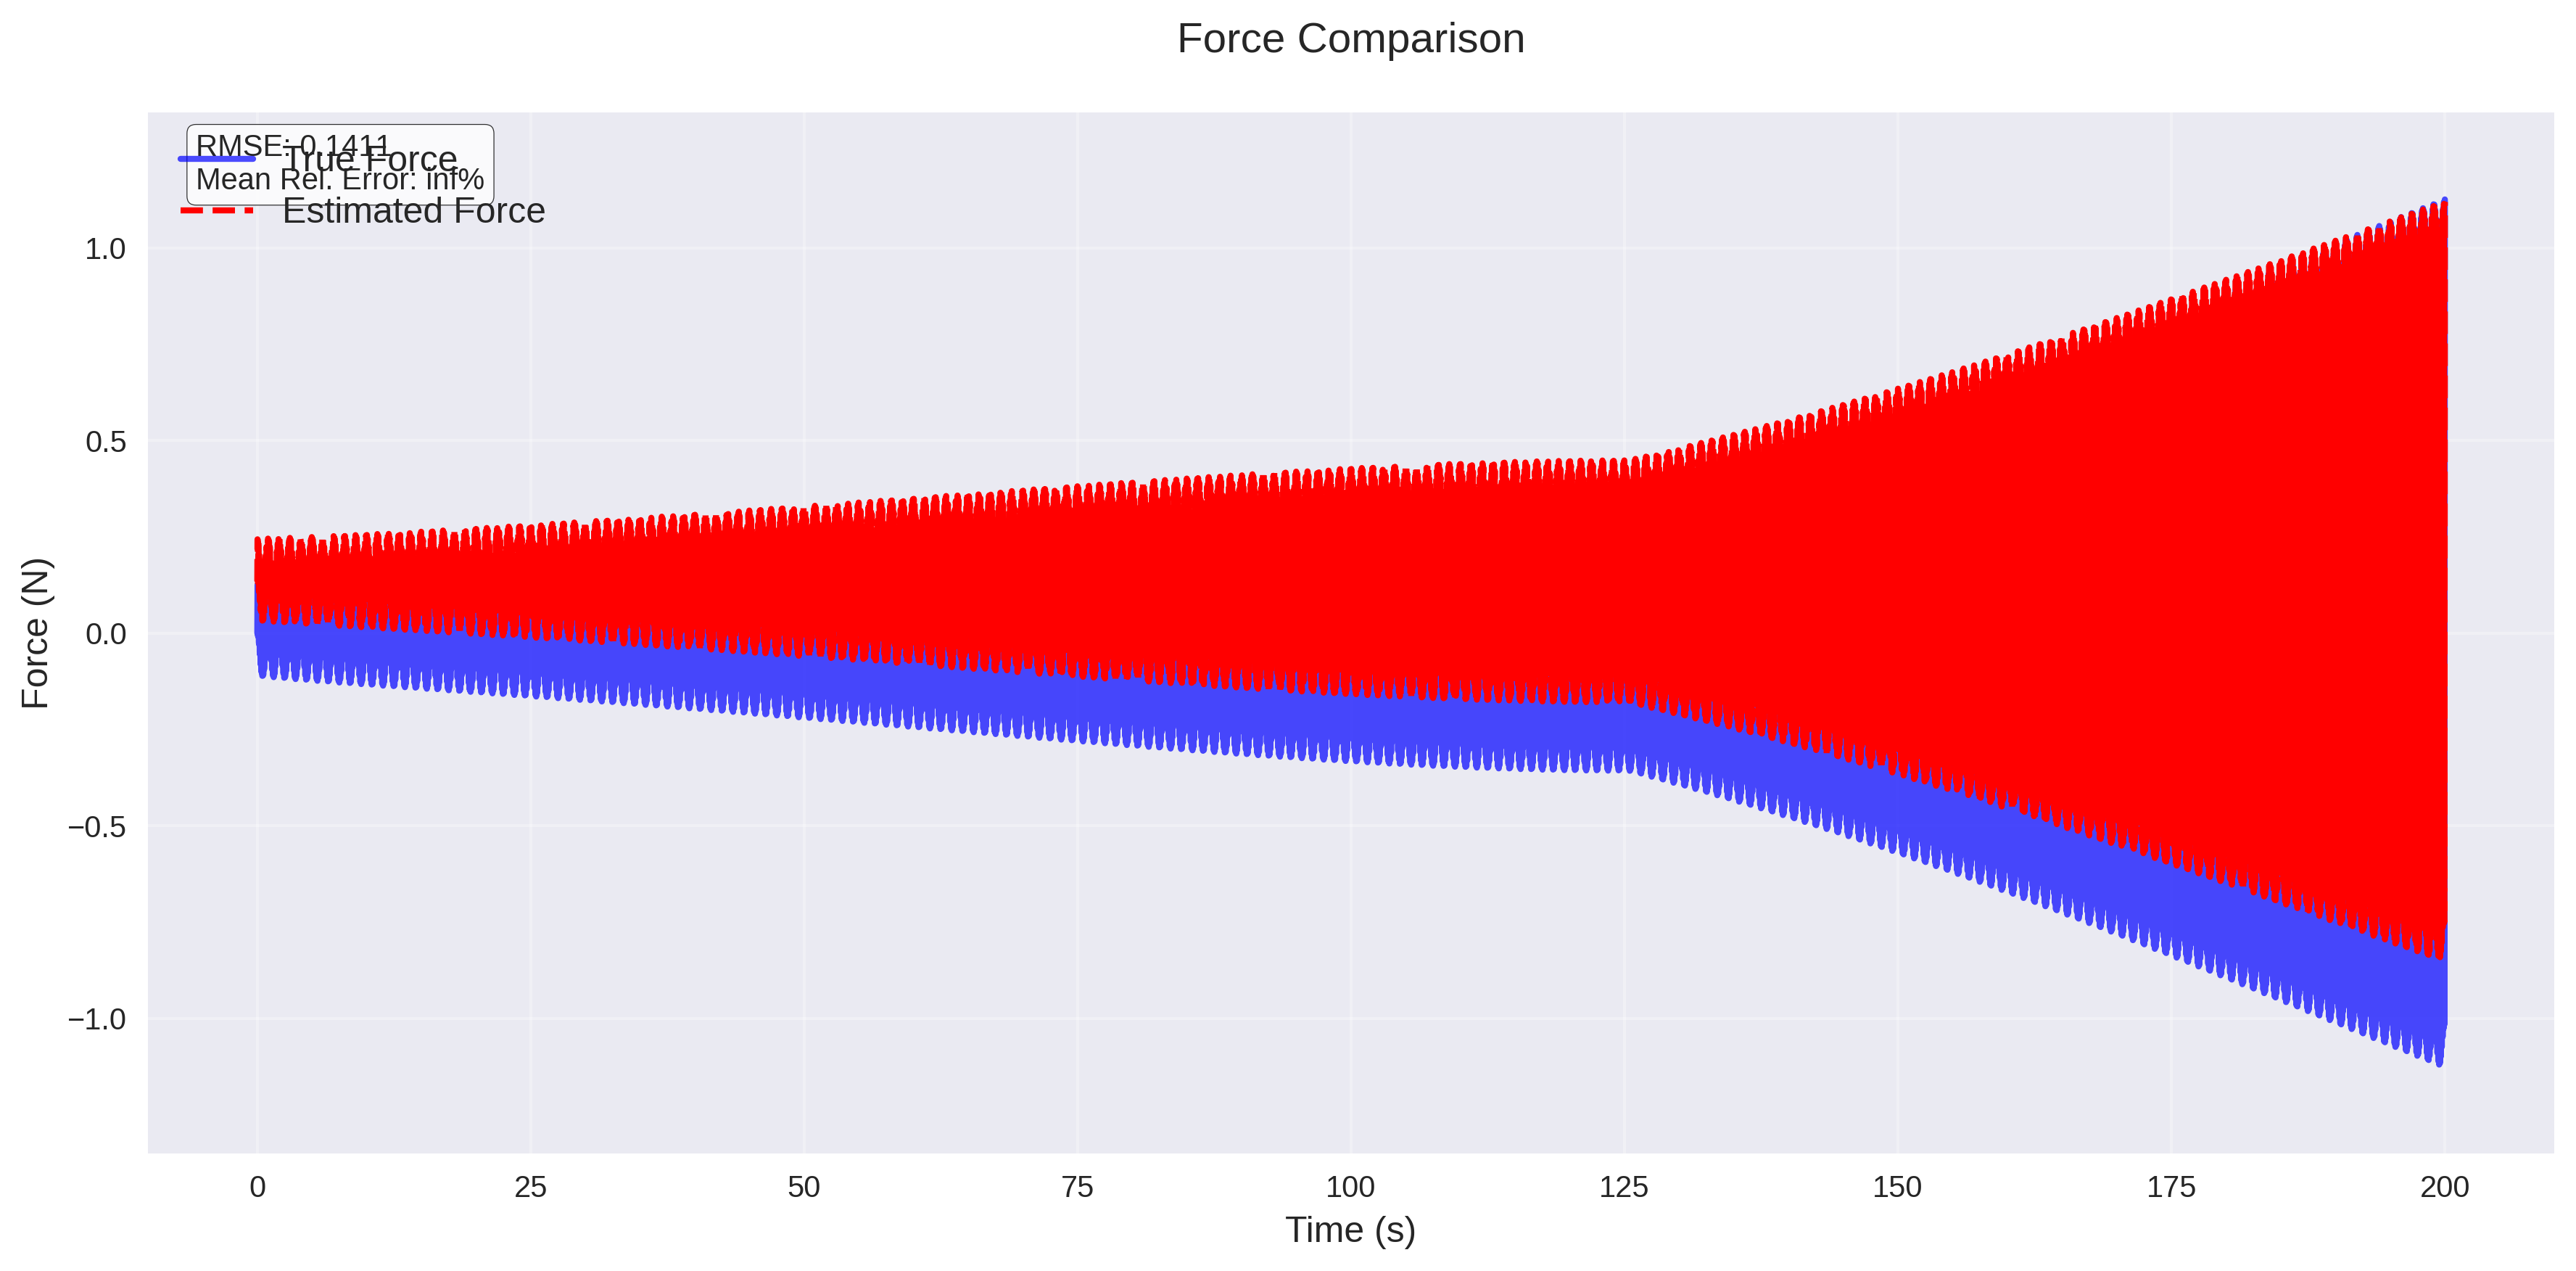 Force Comparison
RMSE: 0.1411
True Force
Mean Rel. Error: inf%
Estimated Force
1.0
0.5
0.0
−0.5
−1.0
Force (N)
0 25 50 75 100 125 150 175 200
Time (s)